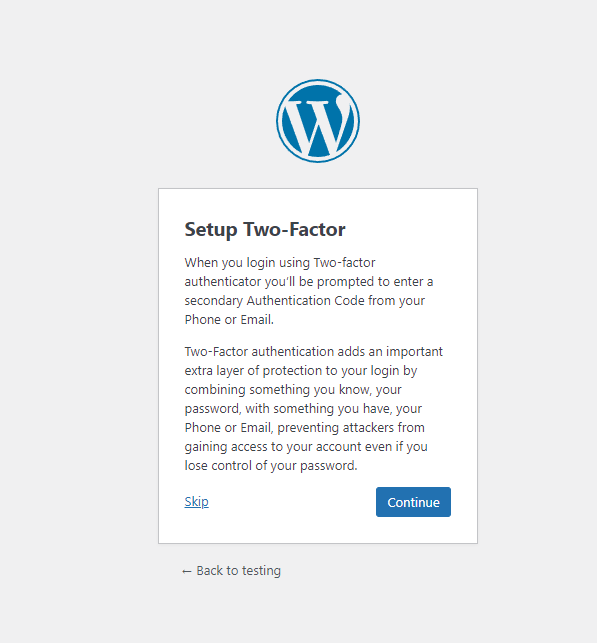 Setup Two-Factor
When you login using Two-factor
authenticator you'll be prompted to enter a
secondary Authentication Code from your
Phone or Email.
Two-Factor authentication adds an important
extra layer of protection to your login by
combining something you know, your
password, with something you have, your
Phone or Email, preventing attackers from
gaining access to your account even if you
lose control of your password.
Skip
Continue
← Back to testing